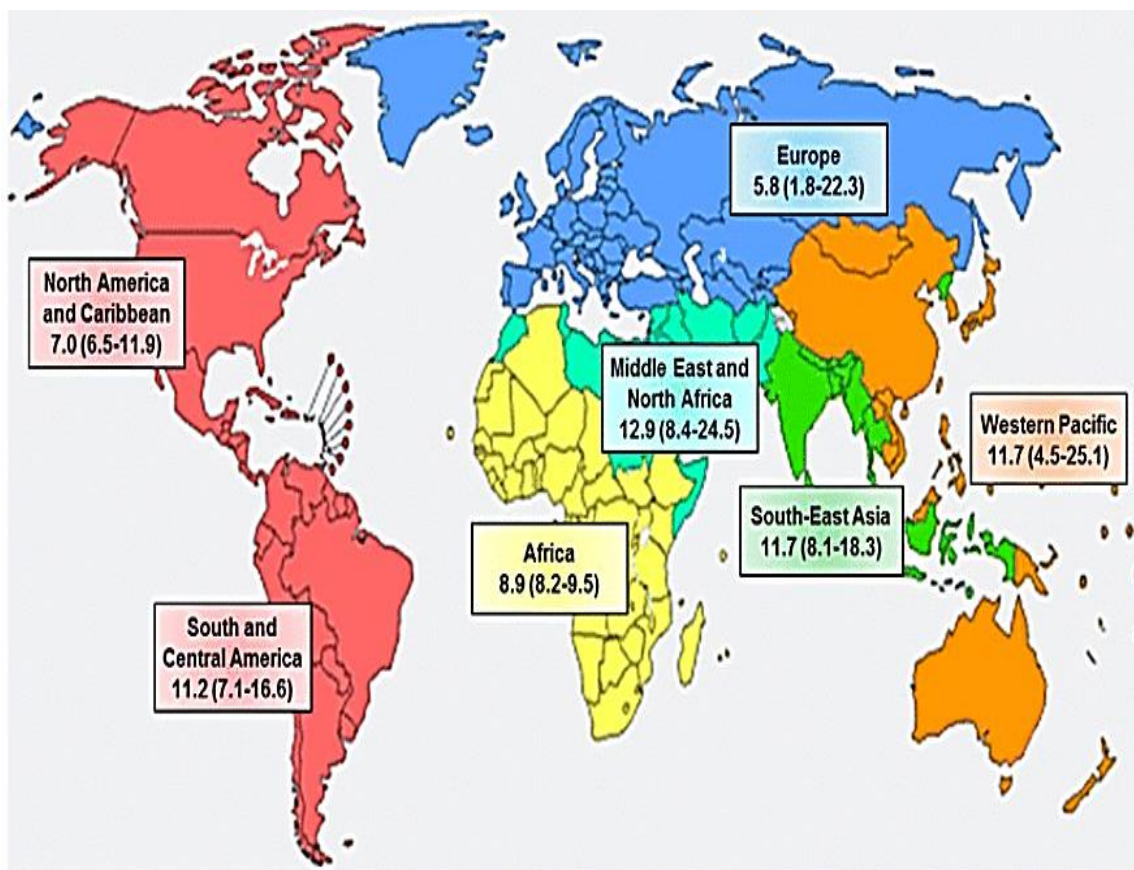 Europe
5.8 (1.8-22.3)
North America
and Caribbean
7.0 (6.5-11.9)
Middle East and
North Africa
12.9 (8.4-24.5)
Western Pacific
11.7 (4.5-25.1)
South-East Asia
11.7 (8.1-18.3)
Africa
8.9 (8.2-9.5)
South and
Central America
11.2 (7.1-16.6)